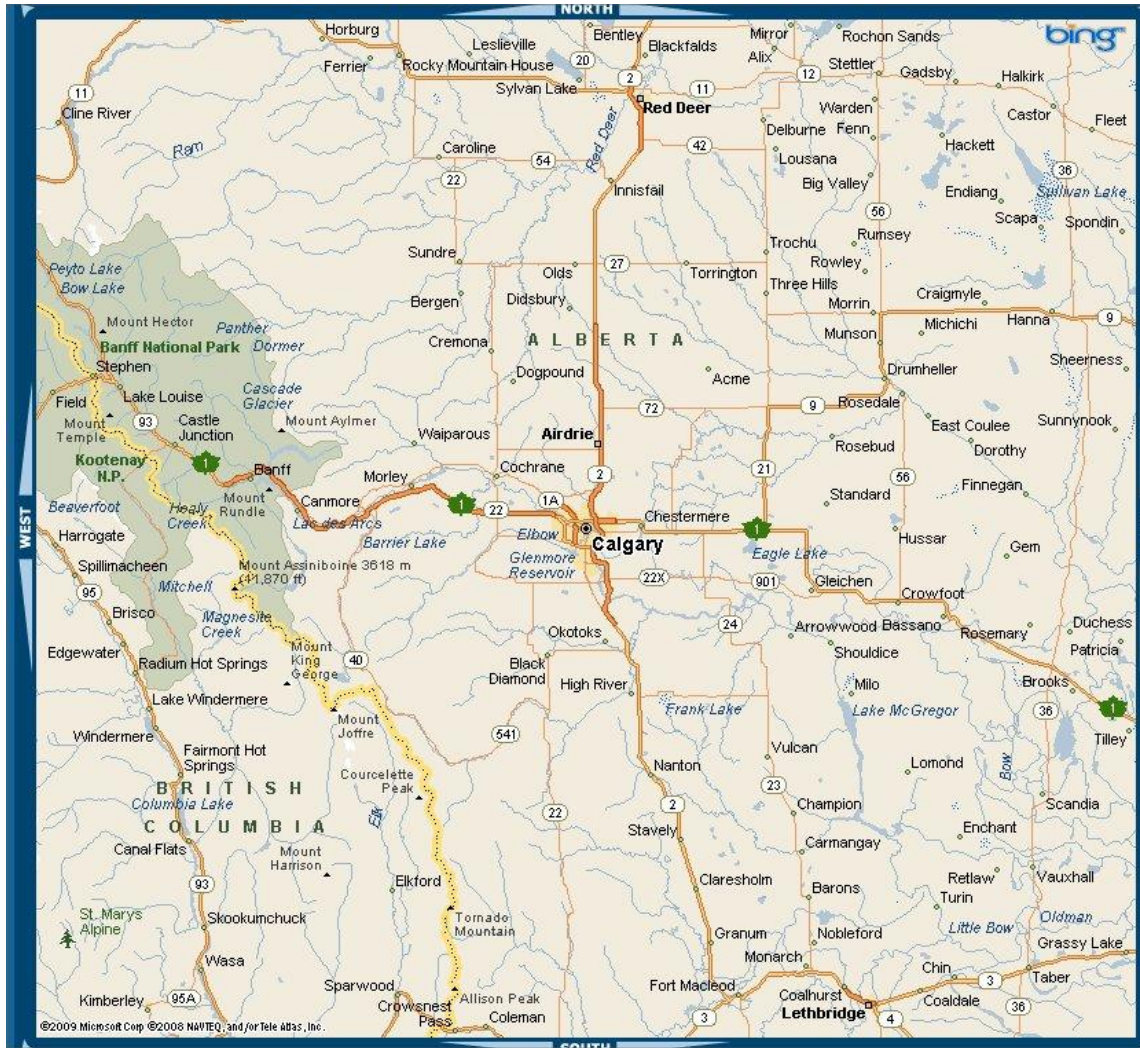 NORTH
bing™
Horburg
Leslieville
Bentley
Blackfalds
Mirror
Alix
Rochon Sands
Ferrier
Rocky Mountain House
20
2
12
Stettler
Gadsby
Halkirk
11
Sylvan Lake
11
Cline River
Red Deer
Warden
Castor
Fleet
Ram
Red Deer
Delburne
Fenn
Hackett
Caroline
54
42
Lousana
36
22
Innisfail
Big Valley
Endiang
Sullivan Lake
56
Scapa
Spondin
Sundre
Trochu
Rumsey
Peyto Lake
Bow Lake
Olds
27
Torrington
Rowley
Bergen
Didsbury
Three Hills
Morrin
Craigmyle
Hanna
9
Mount Hector
Panther
Dormer
Banff National Park
Cremona
ALBERTA
Munson
Michichi
Stephen
Dogpound
Acme
Drumheller
Sheerness
Field
Lake Louise
Cascade
Glacier
72
9
Rosedale
Mount
Temple
93
Castle
Junction
Mount Aylmer
Waiparous
Airdrie
Rosebud
East Coulee
Sunnynook
Dorothy
Kootenay
N.P.
1
Banff
Morley
Cochrane
2
21
56
Finnegan
Beaverfoot
Mount
Rundle
Canmore
1
22
1A
Chestermere
1
Standard
WEST
Healy
Creek
Lac des Arcs
Elbow
Calgary
Hussar
Harrogate
Barrier Lake
Glenmore
Reservoir
Eagle Lake
Gem
Spillimacheen
Mitchell
Mount Assiniboine 3618 m
(11,870 ft)
22X
901
Gleichen
Crowfoot
95
Brisco
Magnesite
Creek
24
Arrowwood
Bassano
Rosemary
Duchess
Edgewater
Mount
King
George
Okotoks
Shouldice
Patricia
Radium Hot Springs
40
Black
Diamond
High River
Milo
Brooks
Lake Windermere
Frank Lake
Lake McGregor
36
1
Windermere
Mount
Joffre
541
Tilley
Fairmont Hot
Springs
Vulcan
Bow
BRITISH
COLUMBIA
Columbia Lake
Courcelette
Peak
Nanton
Lomond
23
Elk
22
2
Champion
Scandia
Canal Flats
Stavely
Enchant
Mount
Harrison
Carmangay
93
Elkford
Claresholm
Barons
Retlaw
Vauxhall
Turin
St. Marys
Alpine
Skookumchuck
Tornado
Mountain
Granum
Nobleford
Little Bow
Oldman
Wasa
Monarch
Grassy Lake
Kimberley
95A
Sparwood
Allison Peak
Fort Macleod
Coalhurst
Chin
3
Taber
Crowsnest
Pass
Coleman
3
Lethbridge
4
Coaldale
36
©2009 Microsoft Corp ©2008 NAVTEQ, and/or Tele Atlas, Inc.
SOUTH